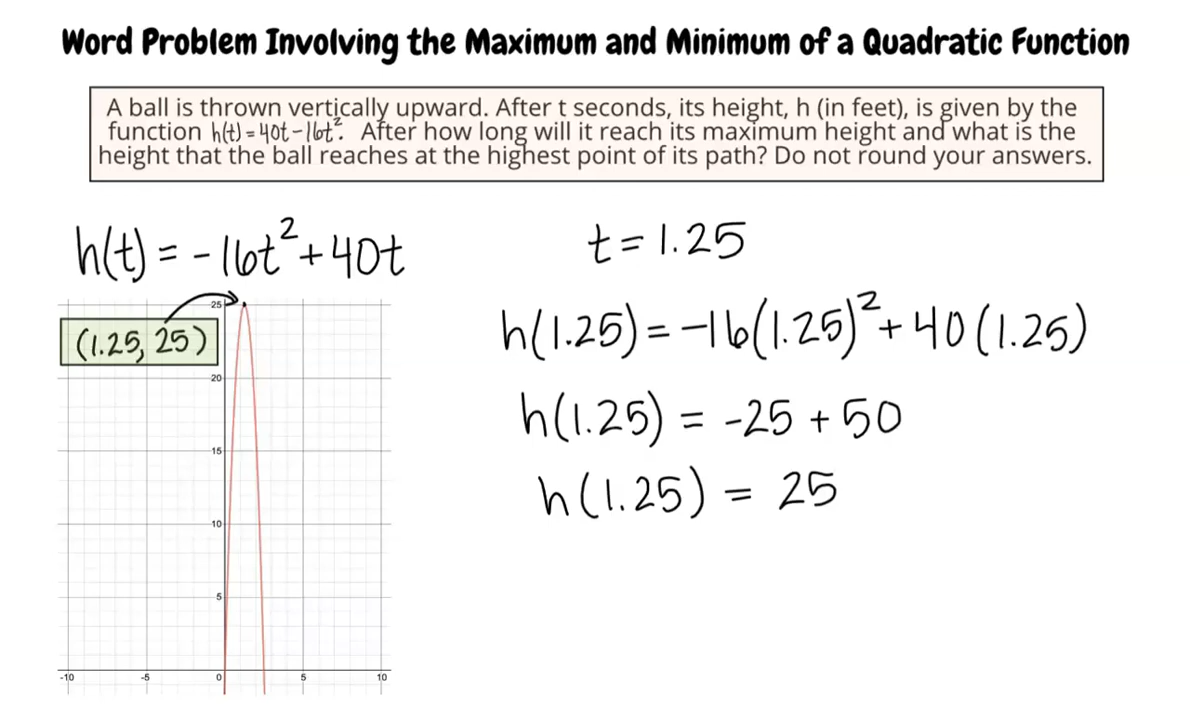 Word Problem Involving the Maximum and Minimum of a Quadratic Function
A ball is thrown vertically upward. After t seconds, its height, h (in feet), is given by the
function h(t) = 40t - 16t². After how long will it reach its maximum height and what is the
height that the ball reaches at the highest point of its path? Do not round your answers.
h(t) = -16t² + 40t
(1.25, 25)
25
20
15
10
5
-10 -5 0 5 10
t = 1.25
h(1.25) = -16(1.25)² + 40(1.25)
h(1.25) = -25 + 50
h(1.25) = 25